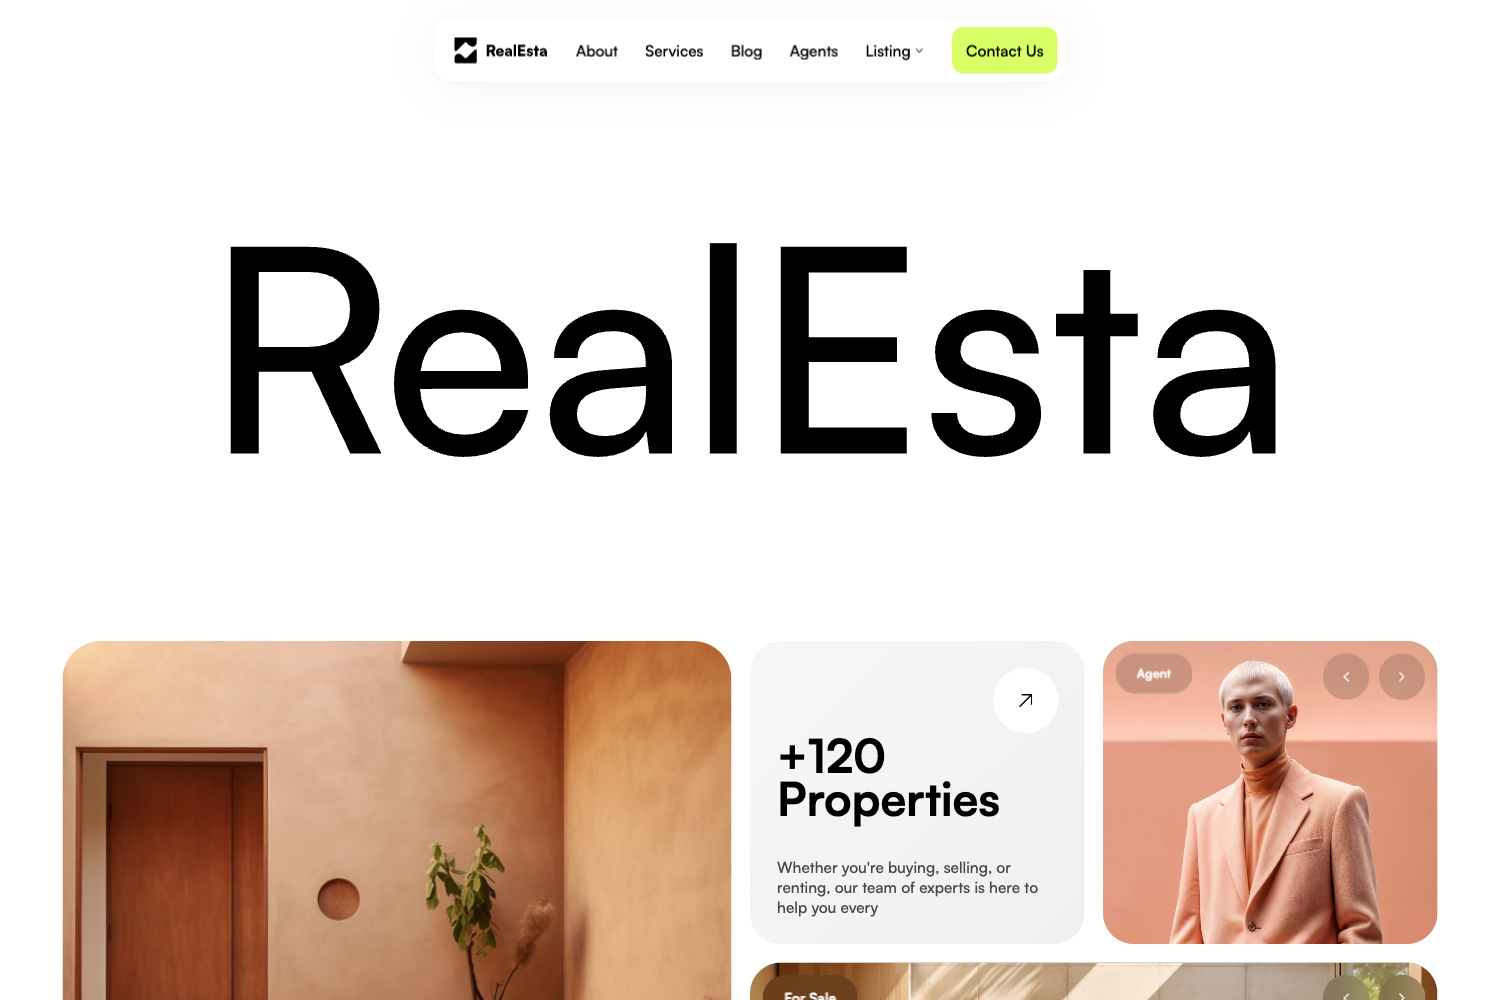 RealEsta
About
Services
Blog
Agents
Listing
Contact Us
RealEsta
+120
Properties
Whether you're buying, selling, or
renting, our team of experts is here to
help you every
Agent
For Sale